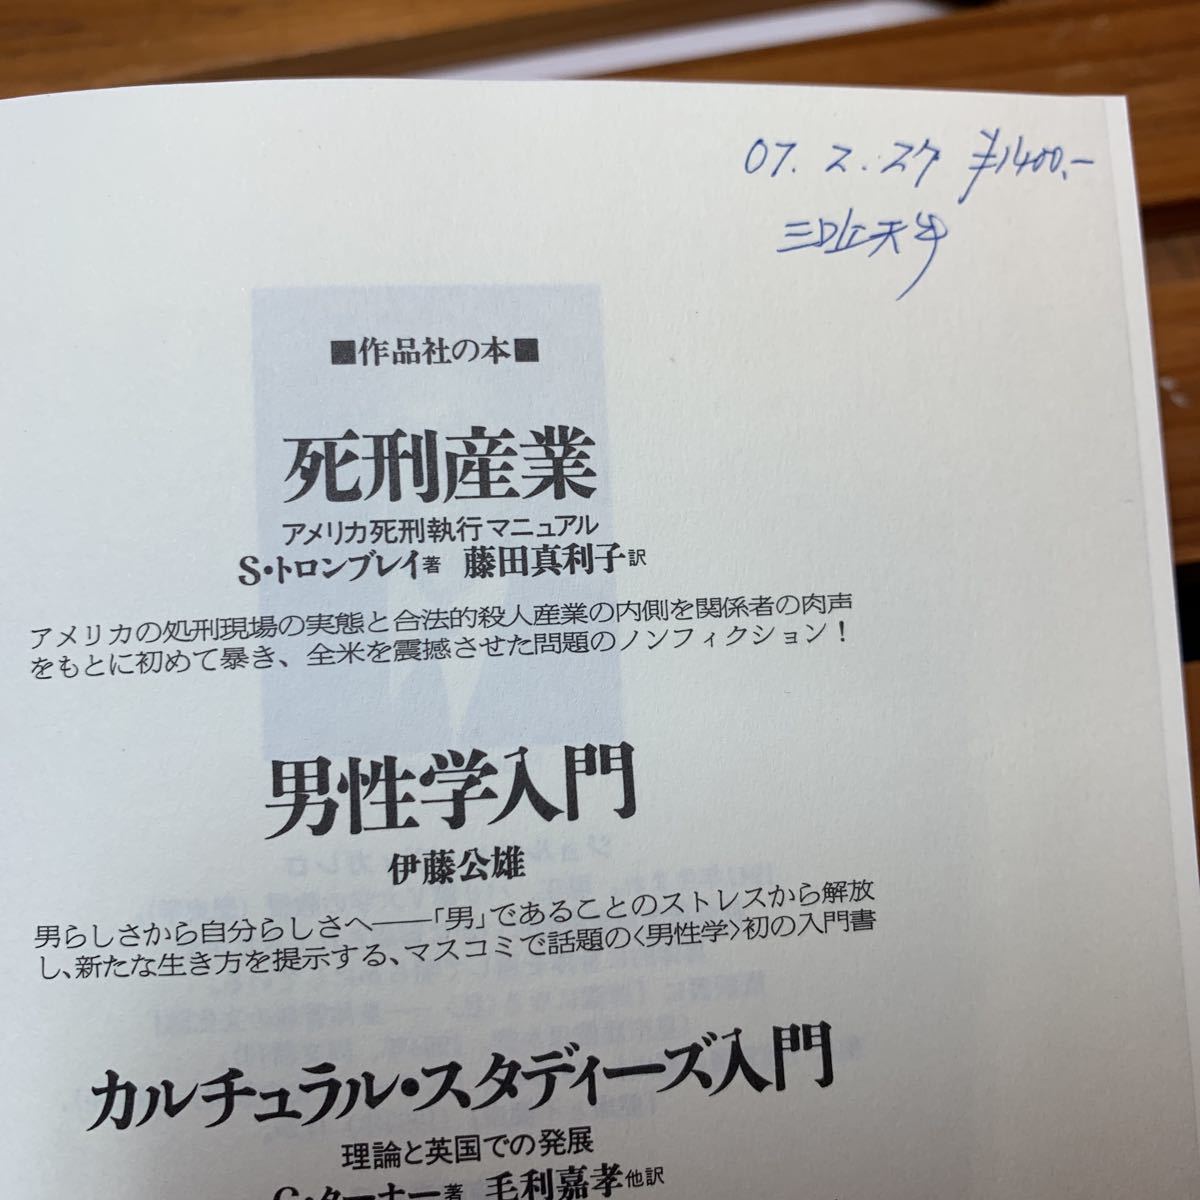 07. 2. 27 ¥1400.-
■作品社の本■
死刑産業
アメリカ死刑執行マニュアル
S・トロンブレイ著 藤田真利子訳
アメリカの処刑現場の実態と合法的殺人産業の内側を関係者の肉声
をもとに初めて暴き、全米を震撼させた問題のノンフィクション！
男性学入門
伊藤公雄
男らしさから自分らしさへ――「男」であることのストレスから解放
し、新たな生き方を提示する、マスコミで話題の〈男性学〉初の入門書
カルチュラル・スタディーズ入門
理論と英国での発展
G・ターナー著 毛利嘉孝他訳